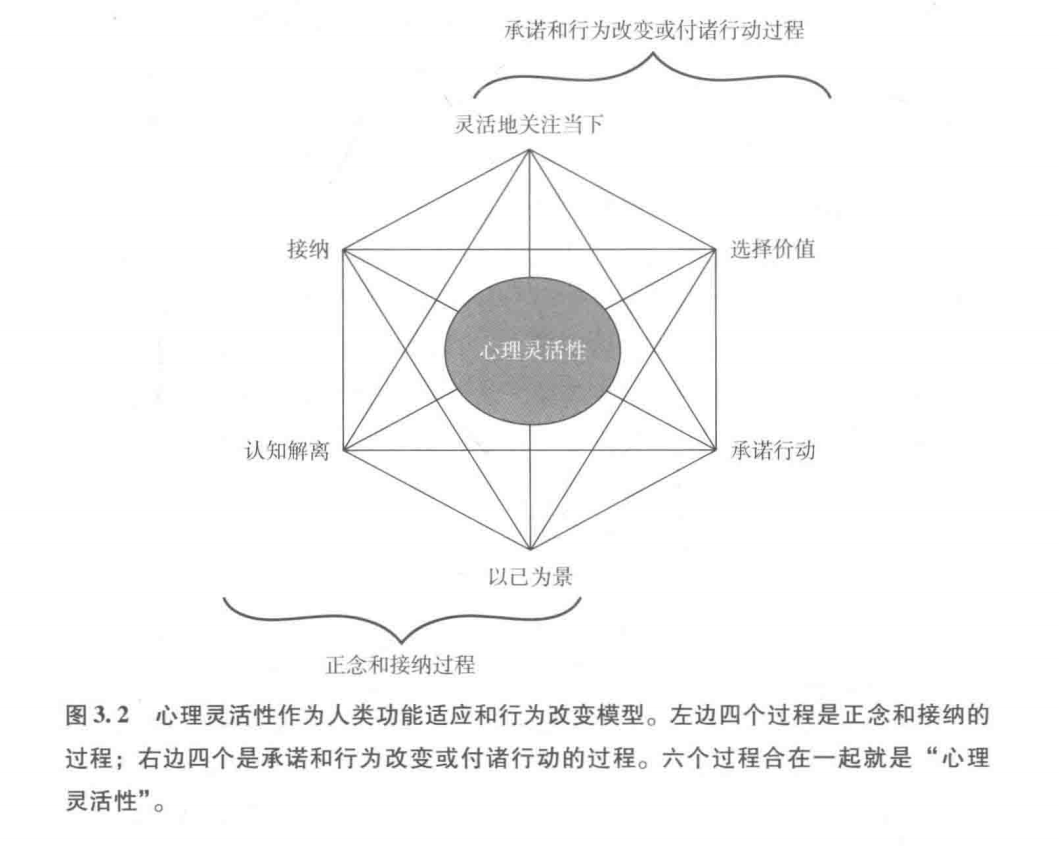 承诺和行为改变或付诸行动过程
灵活地关注当下
接纳
选择价值
心理灵活性
认知解离
承诺行动
以己为景
正念和接纳过程
图3.2 心理灵活性作为人类功能适应和行为改变模型。左边四个过程是正念和接纳的
过程；右边四个是承诺和行为改变或付诸行动的过程。六个过程合在一起就是“心理
灵活性”。